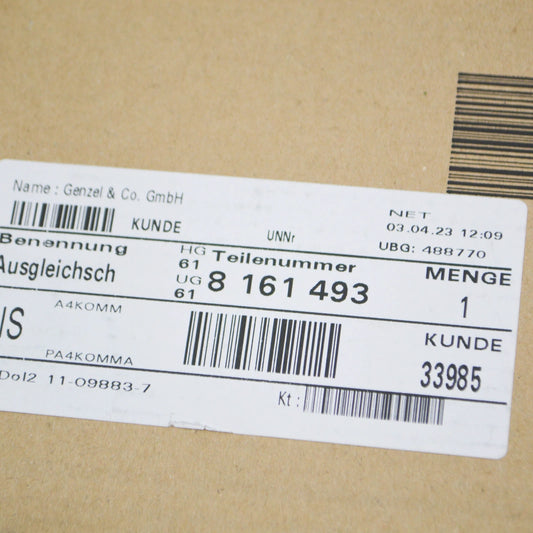 Name : Genzel & Co. GmbH
NET
KUNDE
UNNr
03.04.23 12:09
UBG: 488770
Benennung
HG Teilenummer
MENGE
61
Ausgleichsch
UG 8 161 493
61
1
A4KOMM
IS
KUNDE
PA4KOMMA
33985
Dol2 11-09883-7
Kt :